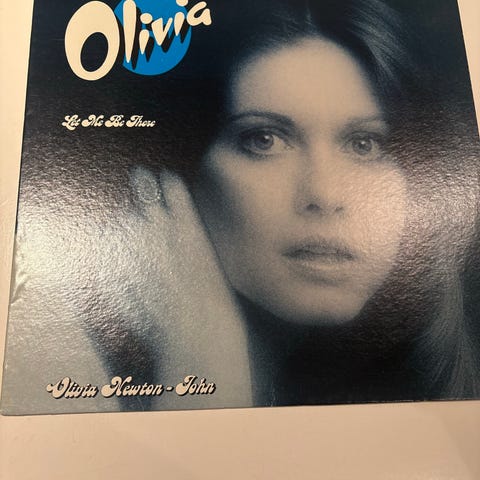 Olivia
Let Me Be There
Olivia Newton - John